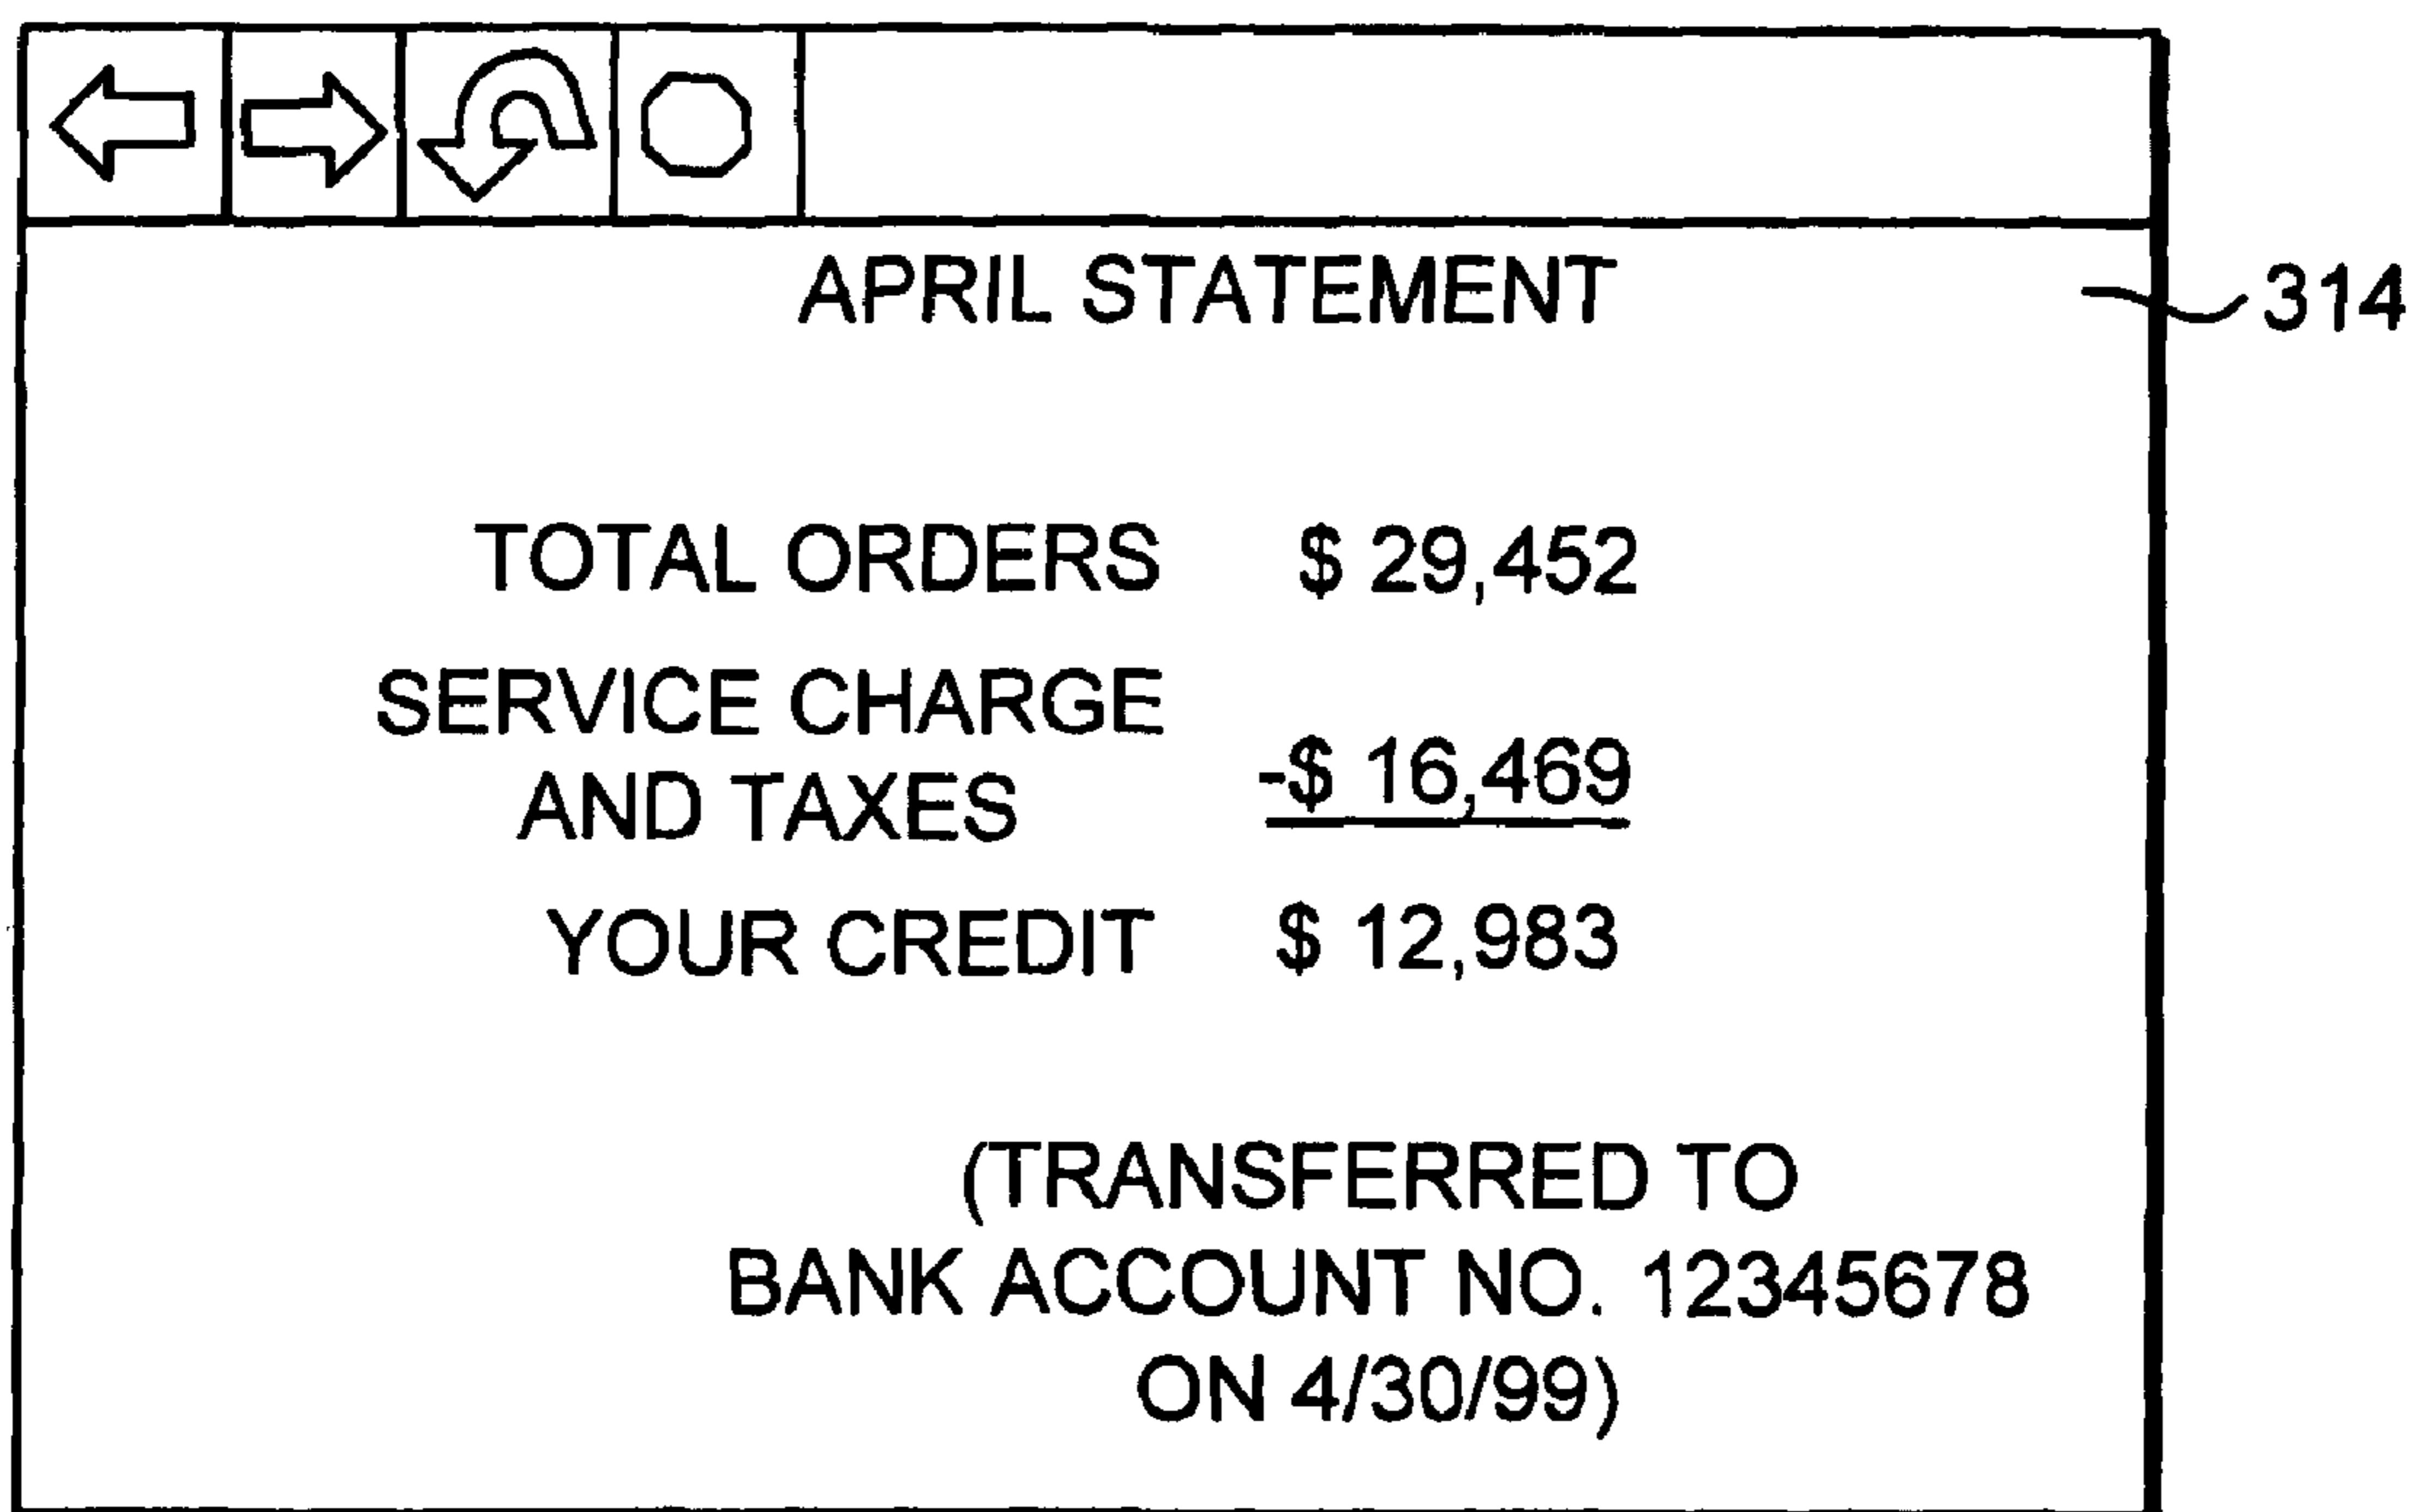 APRIL STATEMENT
314
TOTAL ORDERS $ 29,452
SERVICE CHARGE
AND TAXES -$ 16,469
YOUR CREDIT $ 12,983
(TRANSFERRED TO
BANK ACCOUNT NO. 12345678
ON 4/30/99)